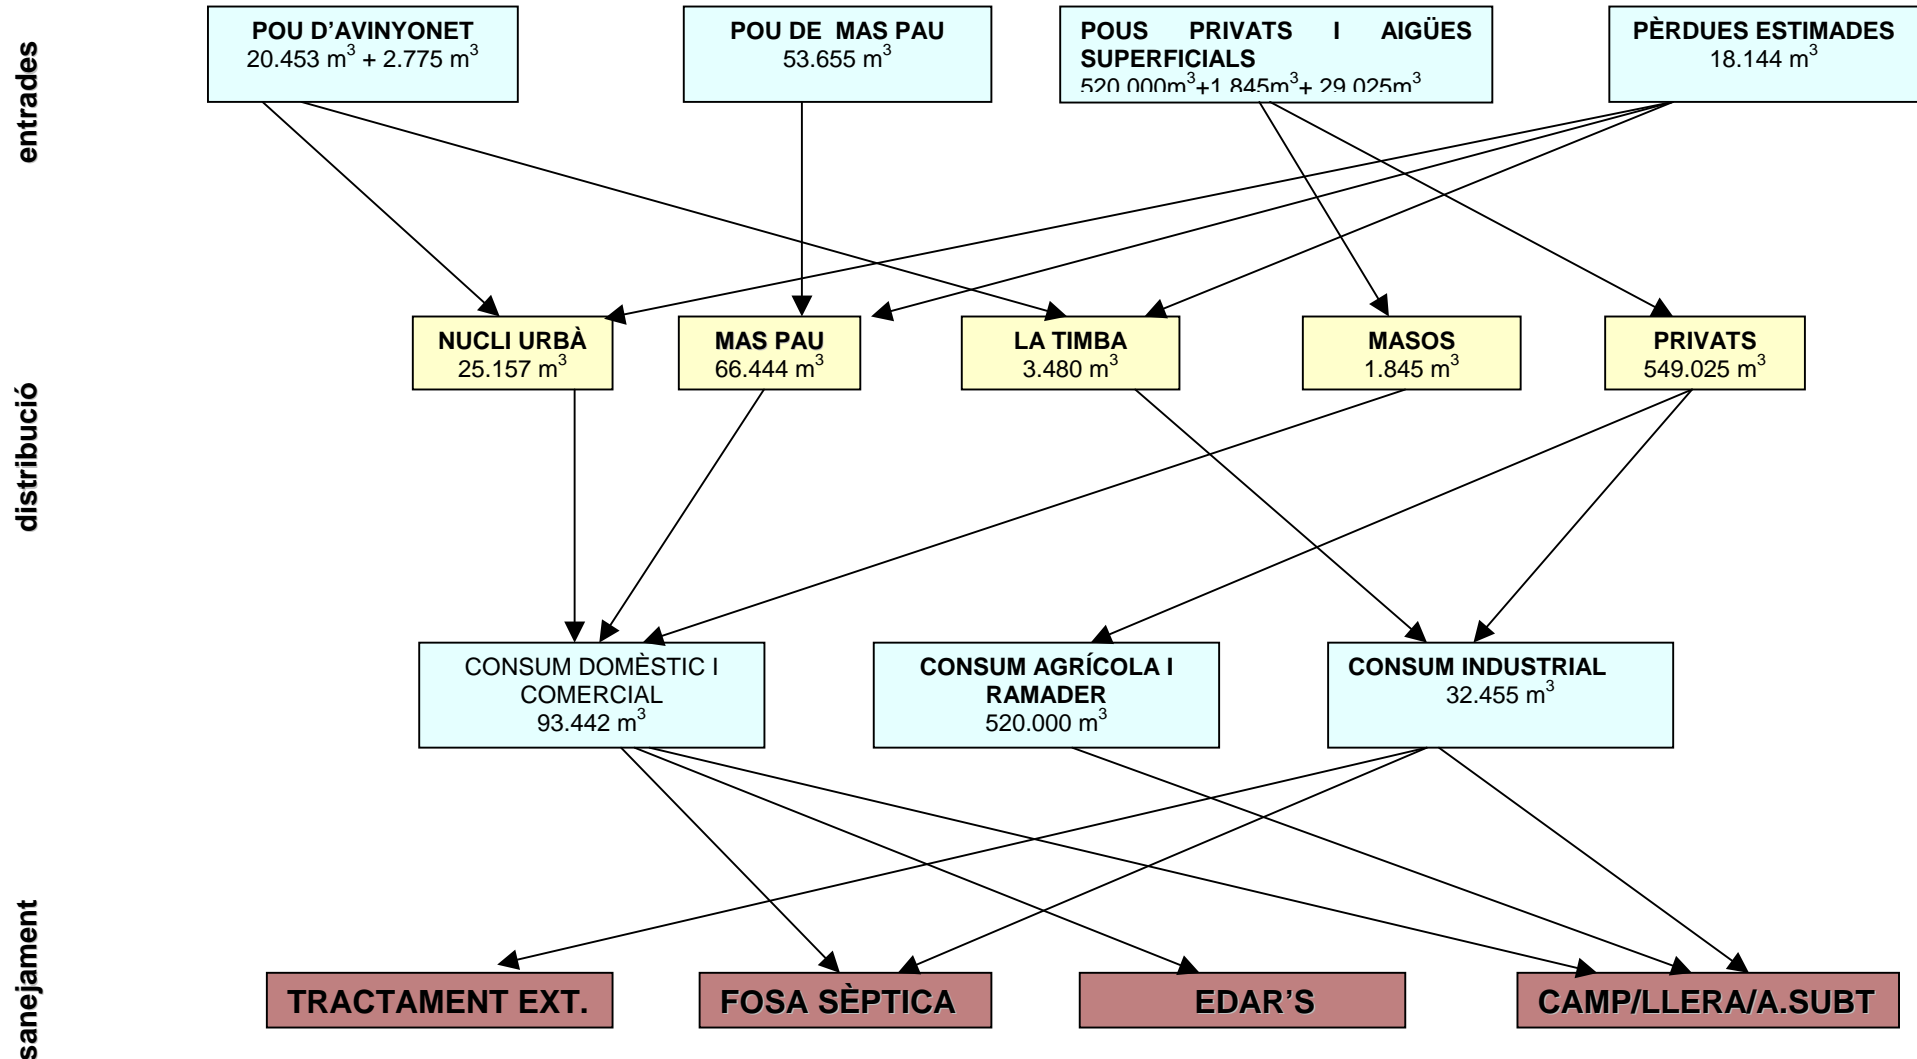 entrades
POU D'AVINYONET
20.453 m³ + 2.775 m³
POU DE MAS PAU
53.655 m³
POUS PRIVATS I AIGÜES
SUPERFICIALS
520.000m³+1.845m³+ 29.025m³
PÈRDUES ESTIMADES
18.144 m³
distribució
NUCLI URBÀ
25.157 m³
MAS PAU
66.444 m³
LA TIMBA
3.480 m³
MASOS
1.845 m³
PRIVATS
549.025 m³
CONSUM DOMÈSTIC I
COMERCIAL
93.442 m³
CONSUM AGRÍCOLA I
RAMADER
520.000 m³
CONSUM INDUSTRIAL
32.455 m³
sanejament
TRACTAMENT EXT.
FOSA SÈPTICA
EDAR'S
CAMP/LLERA/A.SUBT